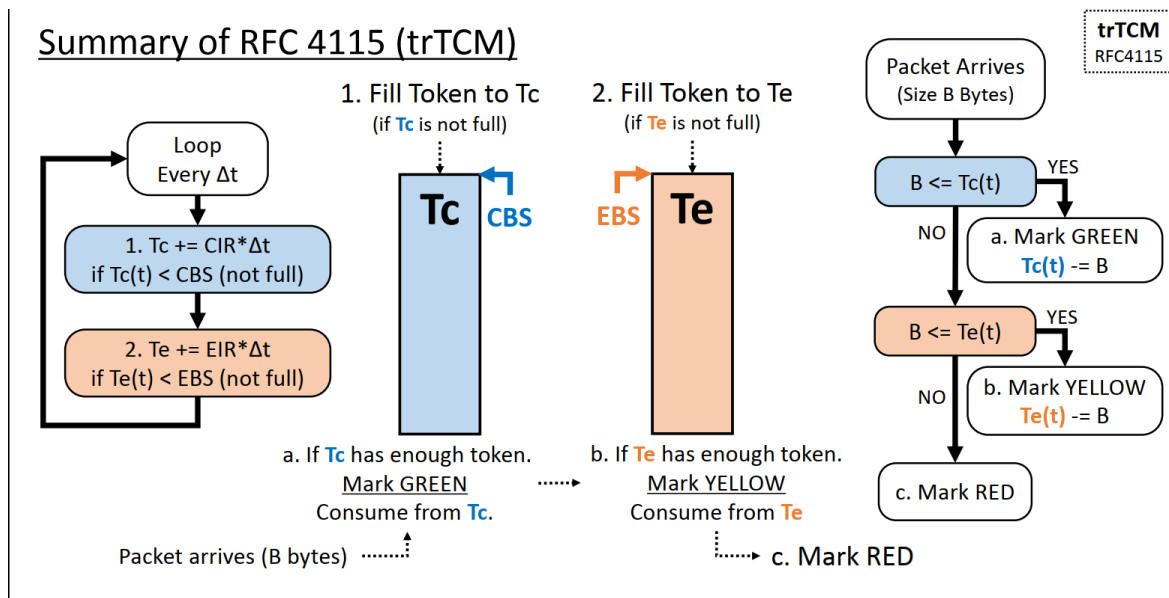 Summary of RFC 4115 (trTCM)
trTCM
RFC4115
Loop
Every Δt
1. Tc += CIR*Δt
if Tc(t) < CBS (not full)
2. Te += EIR*Δt
if Te(t) < EBS (not full)
1. Fill Token to Tc
(if Tc is not full)
Tc
CBS
a. If Tc has enough token.
Mark GREEN
Consume from Tc.
Packet arrives (B bytes)
2. Fill Token to Te
(if Te is not full)
EBS
Te
b. If Te has enough token.
Mark YELLOW
Consume from Te
c. Mark RED
Packet Arrives
(Size B Bytes)
B <= Tc(t)
YES
NO
a. Mark GREEN
Tc(t) -= B
B <= Te(t)
YES
NO
b. Mark YELLOW
Te(t) -= B
c. Mark RED